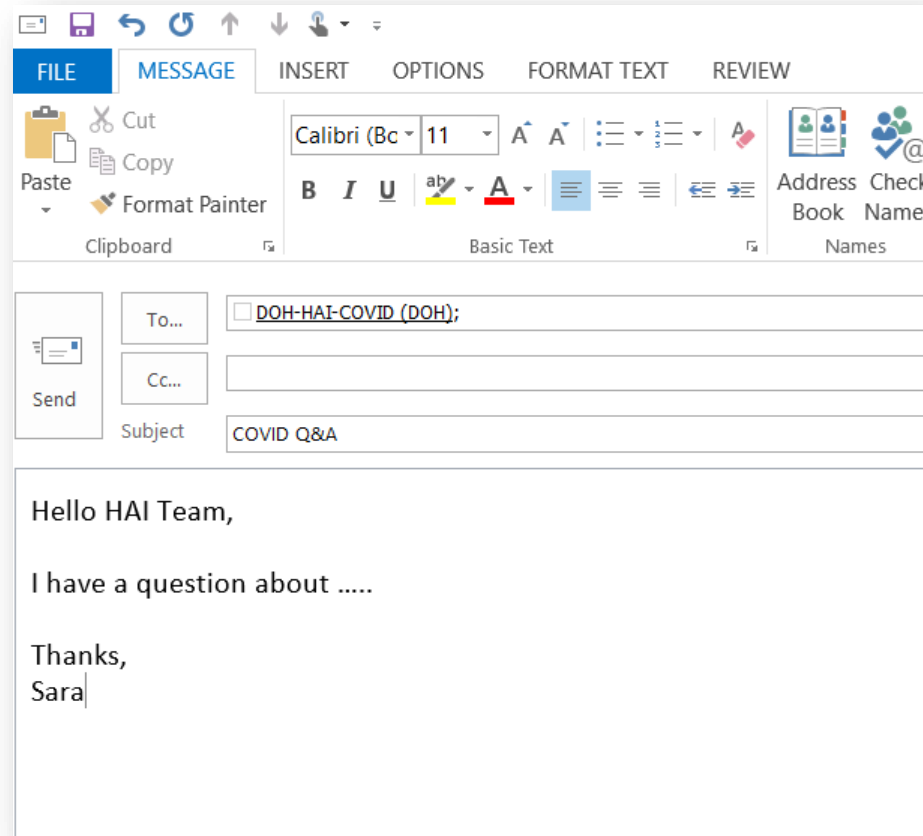 FILE MESSAGE INSERT OPTIONS FORMAT TEXT REVIEW
Paste
Cut
Copy
Format Painter
Clipboard
Calibri (Bo 11
Basic Text
Address
Book
Check
Name
Names
Send
To... DOH-HAI-COVID (DOH);
Cc...
Subject COVID Q&A
Hello HAI Team,
I have a question about .....
Thanks,
Sara